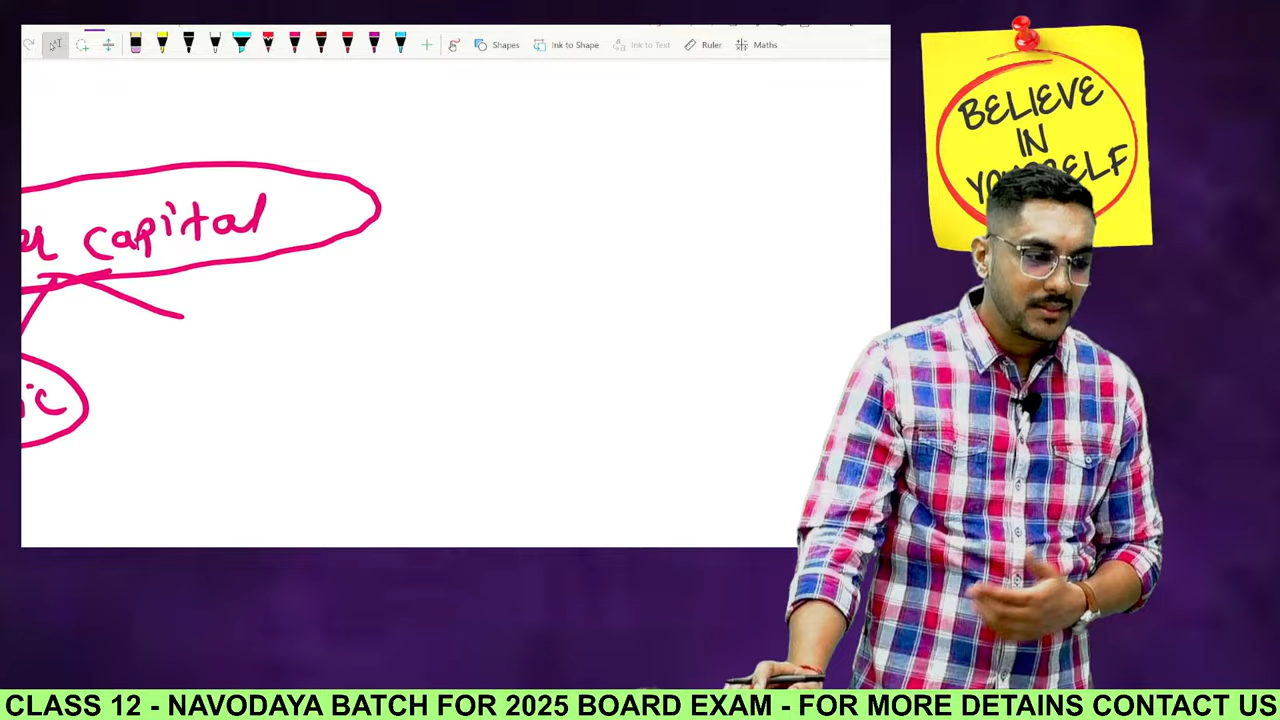 Shapes Ink to Shape Ink to Text Ruler Maths
BELIEVE
IN
capital
ic
CLASS 12 - NAVODAYA BATCH FOR 2025 BOARD EXAM - FOR MORE DETAINS CONTACT US